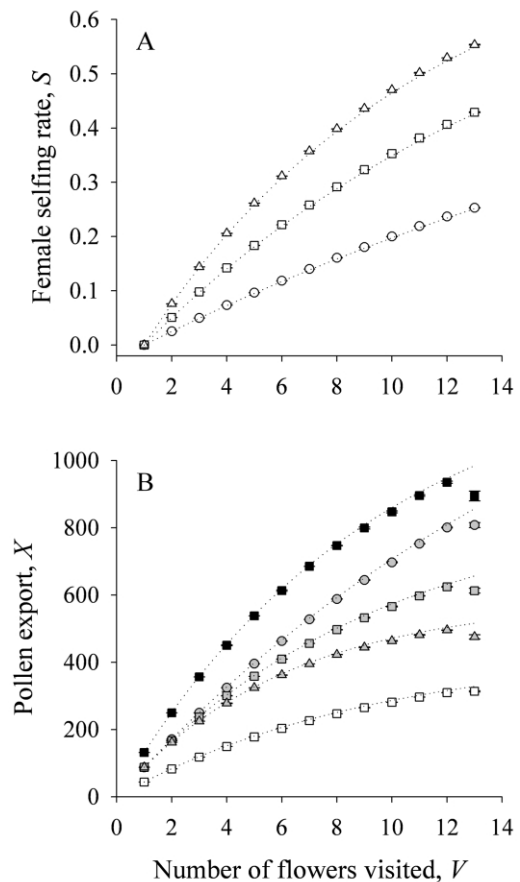 A
Female selfing rate, S
0.6
0.5
0.4
0.3
0.2
0.1
0.0
0 2 4 6 8 10 12 14
B
Pollen export, X
1000
800
600
400
200
0
0 2 4 6 8 10 12 14
Number of flowers visited, V